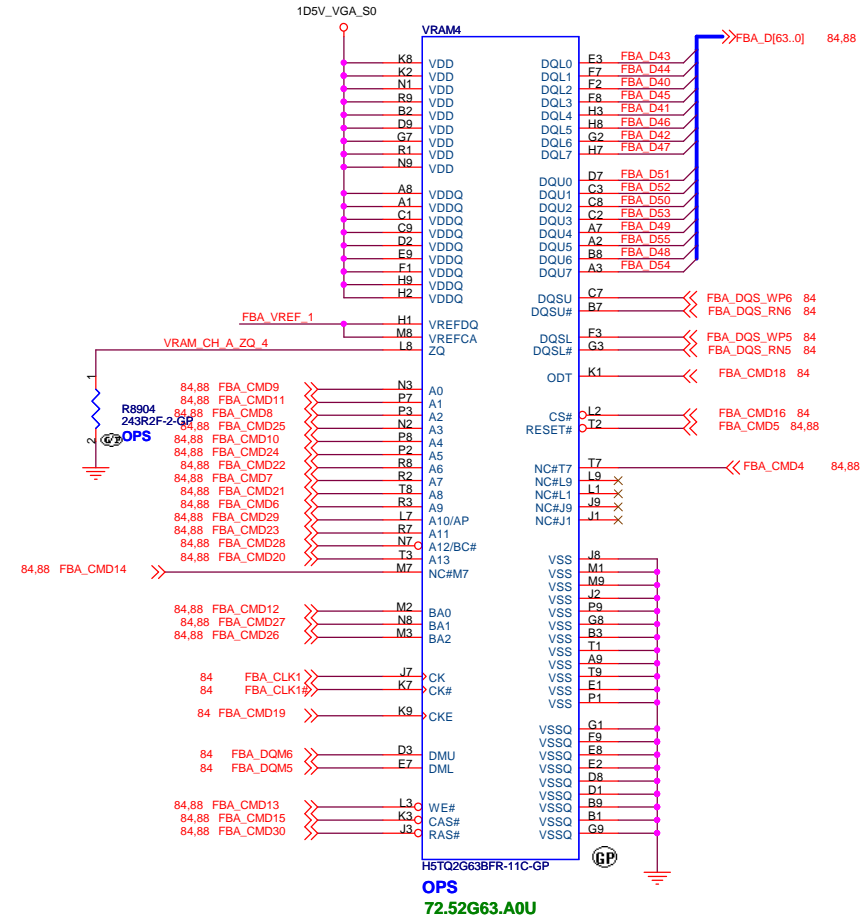 1D5V_VGA_S0
VRAM4
FBA_D[63..0] 84,88
K8 VDD DQL0 E3 FBA_D43
K2 VDD DQL1 F7 FBA_D44
N1 VDD DQL2 F2 FBA_D40
R9 VDD DQL3 F8 FBA_D45
B2 VDD DQL4 H3 FBA_D41
D9 VDD DQL5 H8 FBA_D46
G7 VDD DQL6 G2 FBA_D42
R1 VDD DQL7 H7 FBA_D47
N9 VDD
A8 VDDQ DQU0 D7 FBA_D51
A1 VDDQ DQU1 C3 FBA_D52
C1 VDDQ DQU2 C8 FBA_D50
C9 VDDQ DQU3 C2 FBA_D53
D2 VDDQ DQU4 A7 FBA_D49
E9 VDDQ DQU5 A2 FBA_D55
F1 VDDQ DQU6 B8 FBA_D48
H9 VDDQ DQU7 A3 FBA_D54
H2 VDDQ
DQSU C7 FBA_DQS_WP6 84
DQSU# B7 FBA_DQS_RN6 84
FBA_VREF_1 H1 VREFDQ
M8 VREFCA DQSL F3 FBA_DQS_WP5 84
VRAM_CH_A_ZQ_4 L8 ZQ DQSL# G3 FBA_DQS_RN5 84
ODT K1 FBA_CMD18 84
1
R8904
243R2F-2-GP
OPS
2 G/P
84,88 FBA_CMD9 N3 A0
84,88 FBA_CMD11 P7 A1
84,88 FBA_CMD8 P3 A2 CS# L2 FBA_CMD16 84
84,88 FBA_CMD25 N2 A3 RESET# T2 FBA_CMD5 84,88
84,88 FBA_CMD10 P8 A4
84,88 FBA_CMD24 P2 A5
84,88 FBA_CMD22 R8 A6 NC#T7 T7 FBA_CMD4 84,88
84,88 FBA_CMD7 R2 A7 NC#L9 L9
84,88 FBA_CMD21 T8 A8 NC#L1 L1
84,88 FBA_CMD6 R3 A9 NC#J9 J9
84,88 FBA_CMD29 L7 A10/AP NC#J1 J1
84,88 FBA_CMD23 R7 A11
84,88 FBA_CMD28 N7 A12/BC#
84,88 FBA_CMD20 T3 A13 VSS J8
84,88 FBA_CMD14 M7 NC#M7 VSS M1
VSS M9
VSS J2
84,88 FBA_CMD12 M2 BA0 VSS P9
84,88 FBA_CMD27 N8 BA1 VSS G8
84,88 FBA_CMD26 M3 BA2 VSS B3
VSS T1
VSS A9
84 FBA_CLK1 J7 CK VSS T9
84 FBA_CLK1# K7 CK# VSS E1
VSS P1
84 FBA_CMD19 K9 CKE
VSSQ G1
VSSQ F9
84 FBA_DQM6 D3 DMU VSSQ E8
84 FBA_DQM5 E7 DML VSSQ E2
VSSQ D8
VSSQ D1
84,88 FBA_CMD13 L3 WE# VSSQ B9
84,88 FBA_CMD15 K3 CAS# VSSQ B1
84,88 FBA_CMD30 J3 RAS# VSSQ G9
H5TQ2G63BFR-11C-GP
GP
OPS
72.52G63.A0U